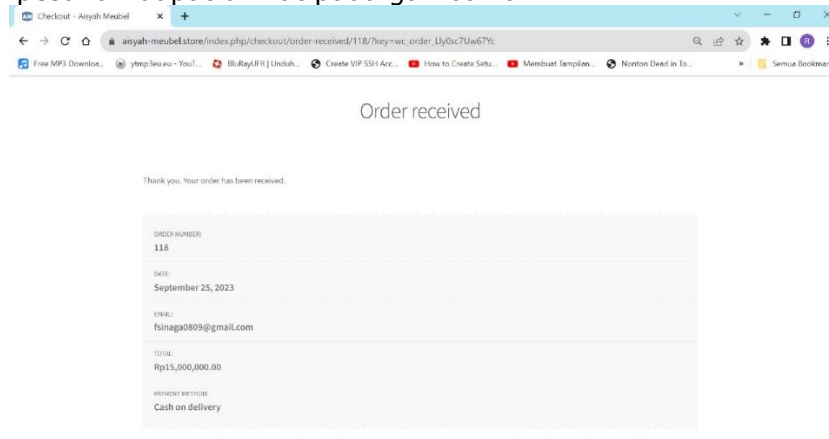 Checkout – Aisyah Meubel
aisyah-meubel.store/index.php/checkout/order-received/118/?key=wc_order_Lly0sc7Uw67Yc
Free MP3 Downloa...
ytmp3eu.eu - YouT...
BluRayUFR | Unduh...
Create VIP SSH Acc...
How to Create Setu...
Membuat Tampilan...
Nonton Dead in To...
»
Semua Bookmar
Order received
Thank you. Your order has been received.
ORDER NUMBER:
118
DATE:
September 25, 2023
EMAIL:
fsinaga0809@gmail.com
TOTAL:
Rp15,000,000.00
PAYMENT METHOD:
Cash on delivery